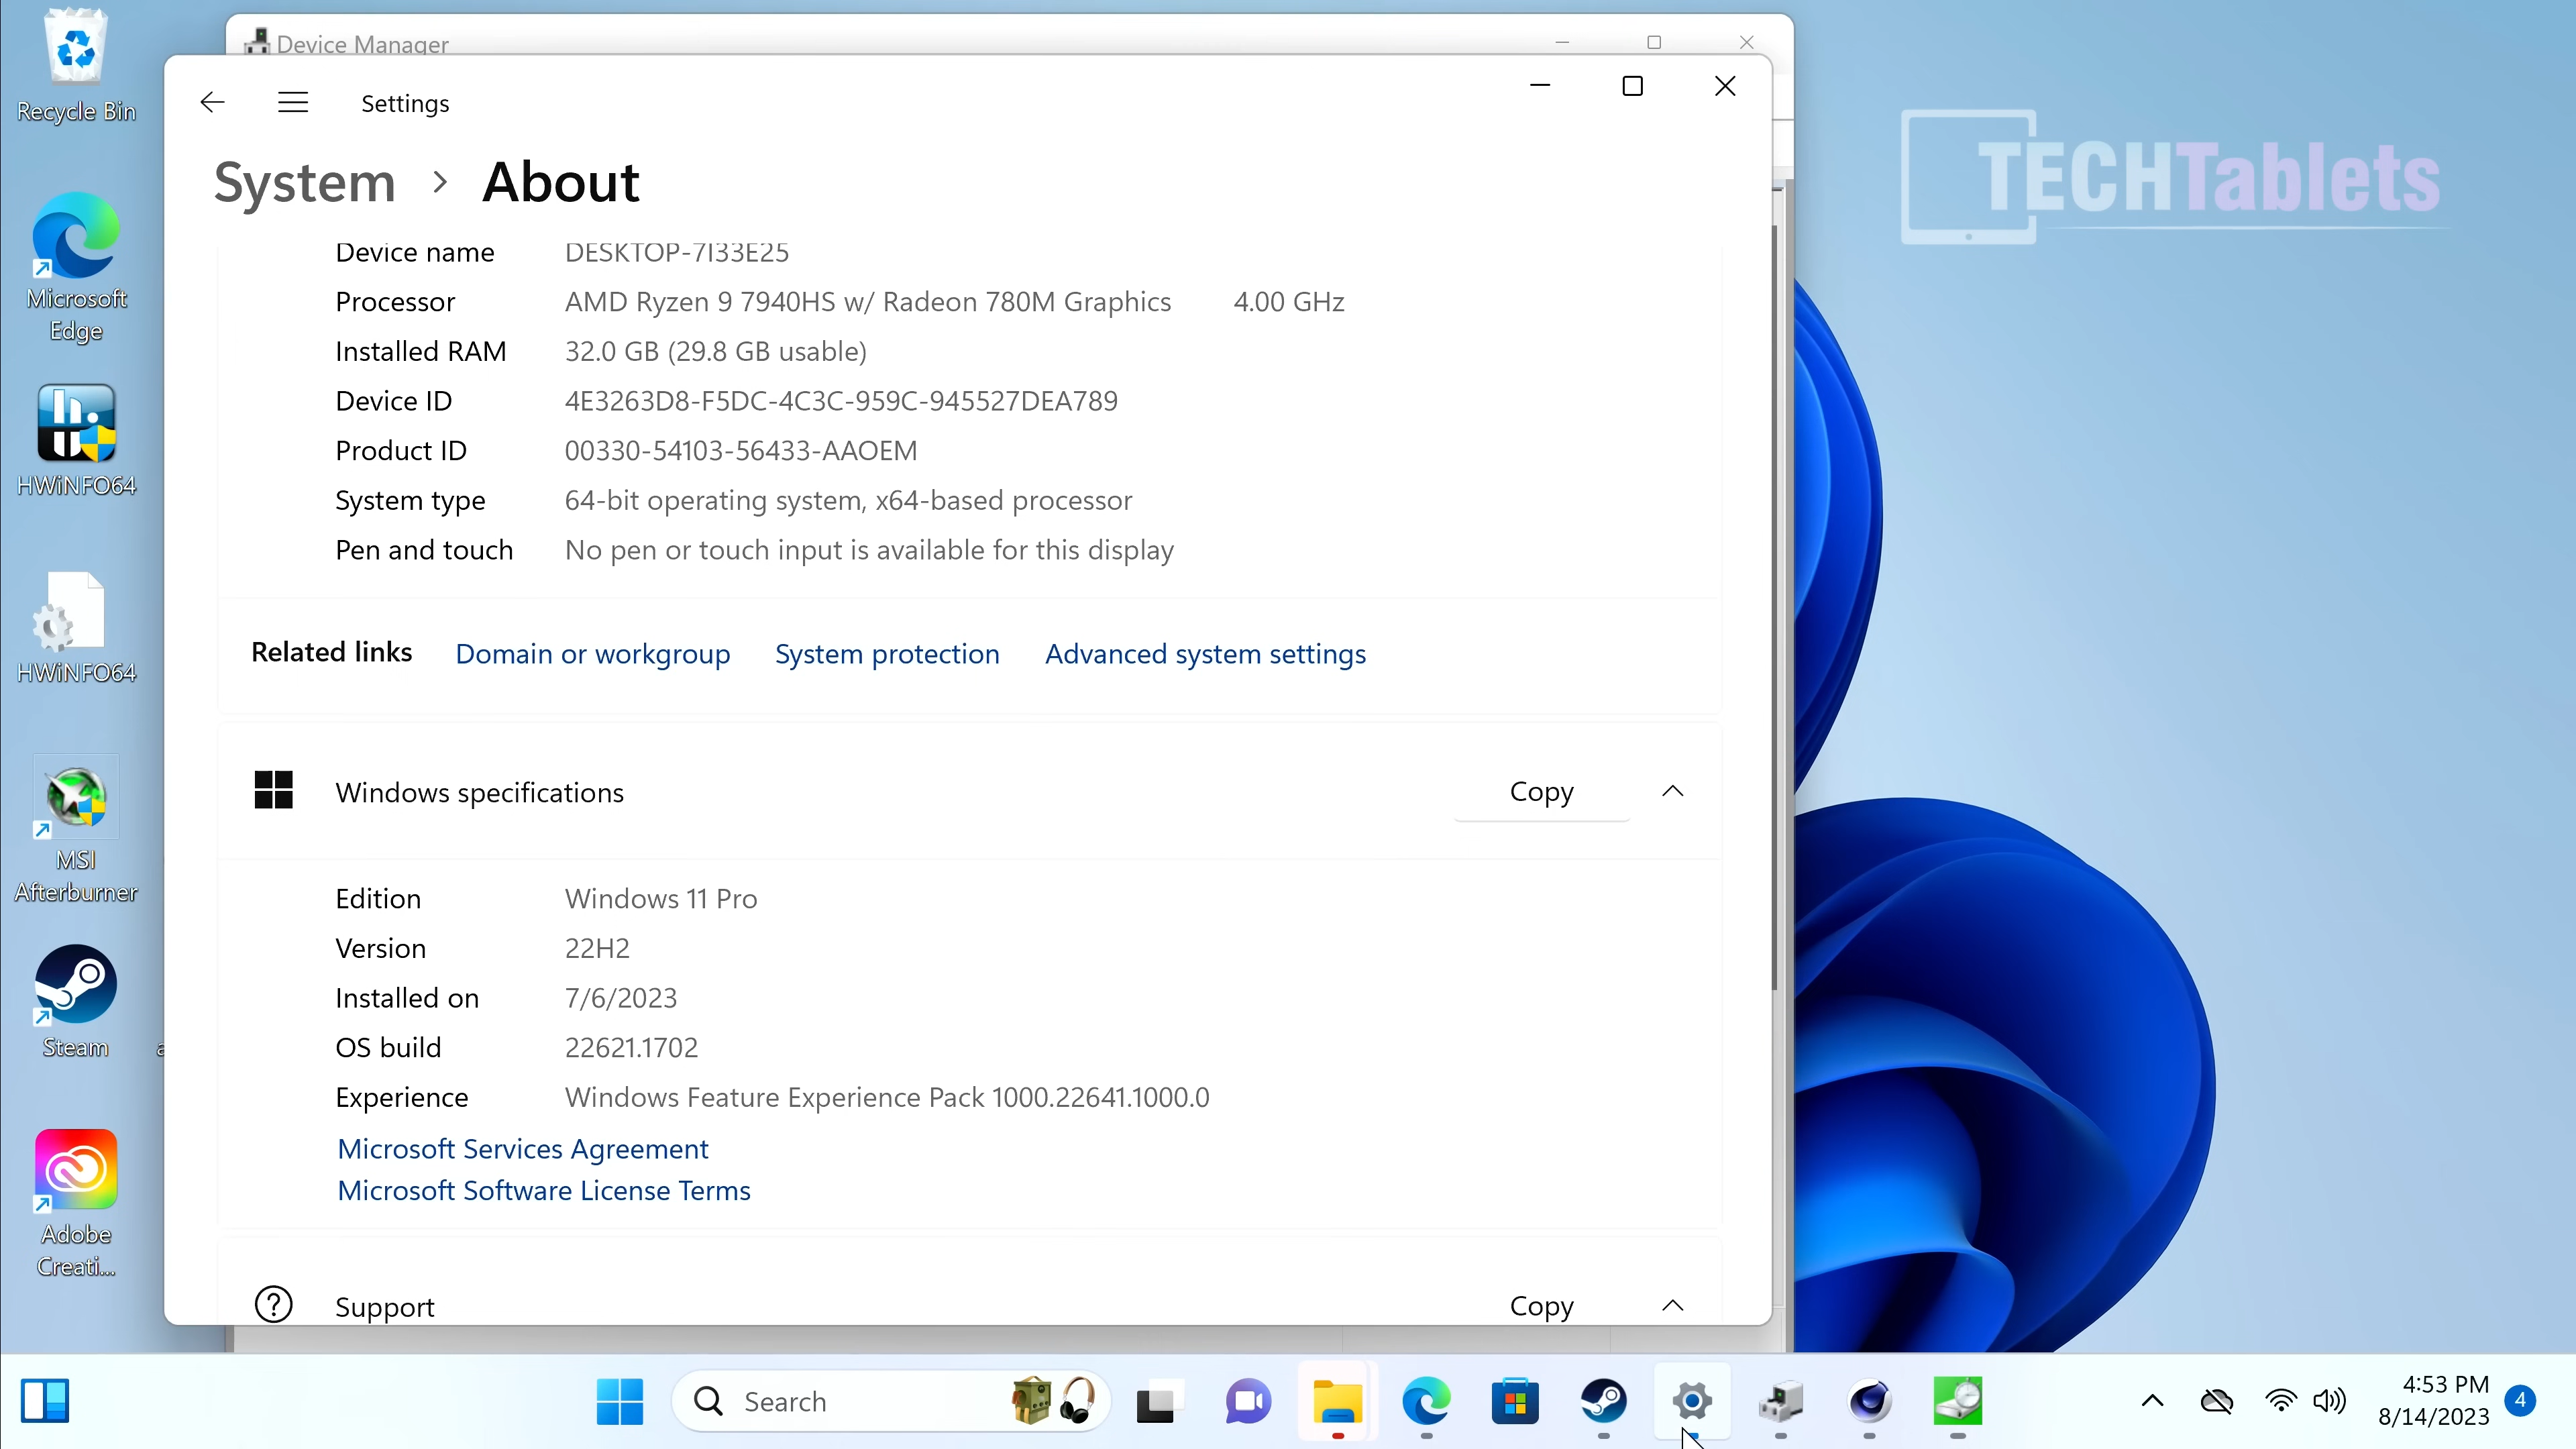 Device Manager
Settings
System > About
Device name DESKTOP-7I33E25
Processor AMD Ryzen 9 7940HS w/ Radeon 780M Graphics 4.00 GHz
Installed RAM 32.0 GB (29.8 GB usable)
Device ID 4E3263D8-F5DC-4C3C-959C-945527DEA789
Product ID 00330-54103-56433-AAOEM
System type 64-bit operating system, x64-based processor
Pen and touch No pen or touch input is available for this display
Related links Domain or workgroup System protection Advanced system settings
Windows specifications Copy
Edition Windows 11 Pro
Version 22H2
Installed on 7/6/2023
OS build 22621.1702
Experience Windows Feature Experience Pack 1000.22641.1000.0
Microsoft Services Agreement
Microsoft Software License Terms
Support Copy
TECHTablets
Recycle Bin
Microsoft
Edge
HWiNFO64
HWiNFO64
MSI
Afterburner
Steam
Adobe
Creati...
Search
4:53 PM
8/14/2023
4